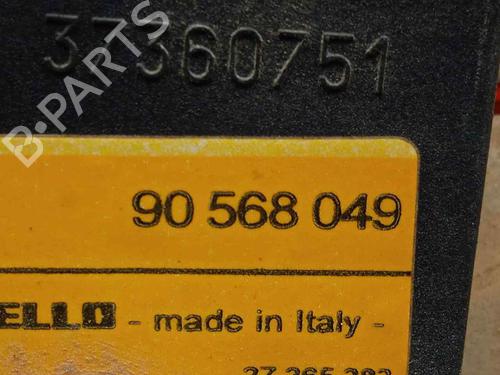 37360751
B-PARTS
90 568 049
ELLO - made in Italy -